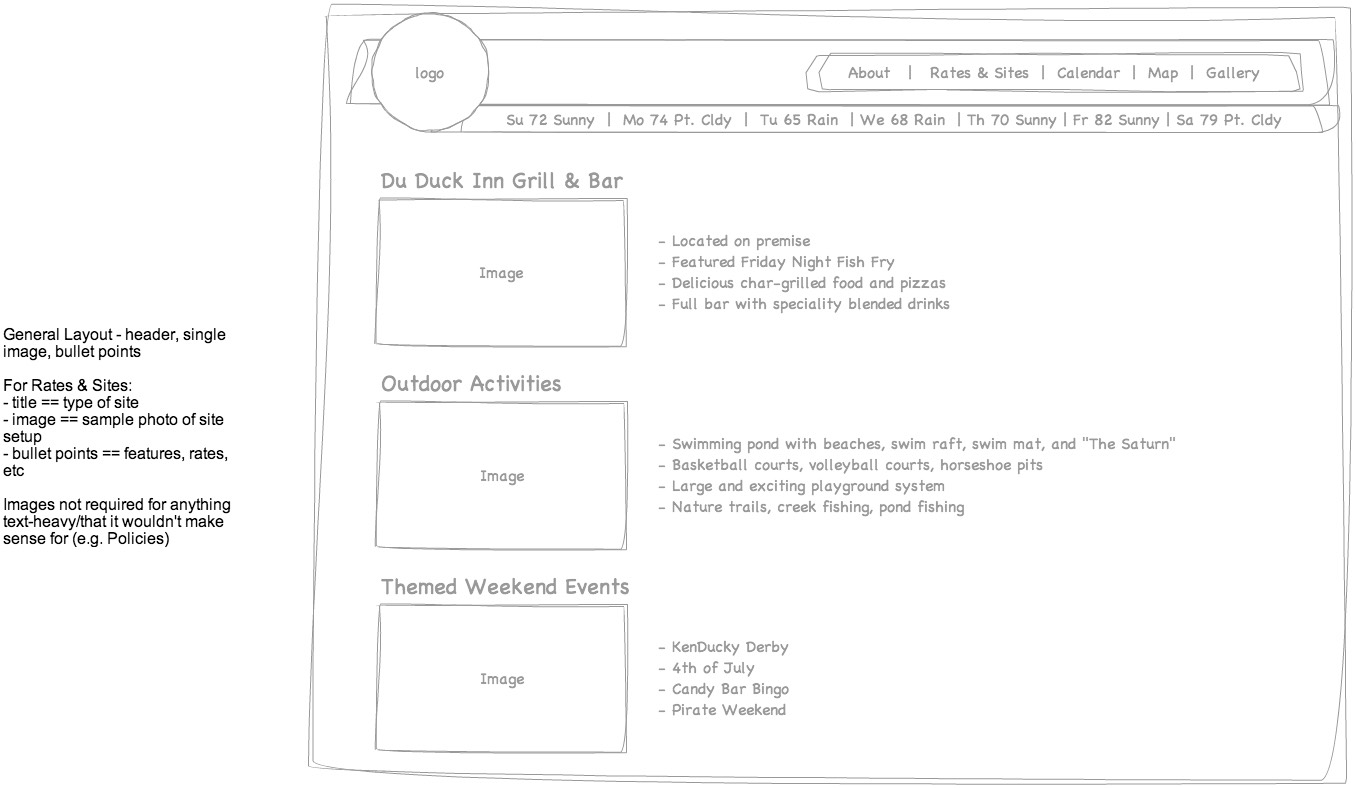 logo
About | Rates & Sites | Calendar | Map | Gallery
Su 72 Sunny | Mo 74 Pt. Cldy | Tu 65 Rain | We 68 Rain | Th 70 Sunny | Fr 82 Sunny | Sa 79 Pt. Cldy
Du Duck Inn Grill & Bar
Image
- Located on premise
- Featured Friday Night Fish Fry
- Delicious char-grilled food and pizzas
- Full bar with speciality blended drinks
Outdoor Activities
Image
- Swimming pond with beaches, swim raft, swim mat, and "The Saturn"
- Basketball courts, volleyball courts, horseshoe pits
- Large and exciting playground system
- Nature trails, creek fishing, pond fishing
Themed Weekend Events
Image
- KenDucky Derby
- 4th of July
- Candy Bar Bingo
- Pirate Weekend
General Layout - header, single
image, bullet points
For Rates & Sites:
- title == type of site
- image == sample photo of site
setup
- bullet points == features, rates,
etc
Images not required for anything
text-heavy/that it wouldn't make
sense for (e.g. Policies)